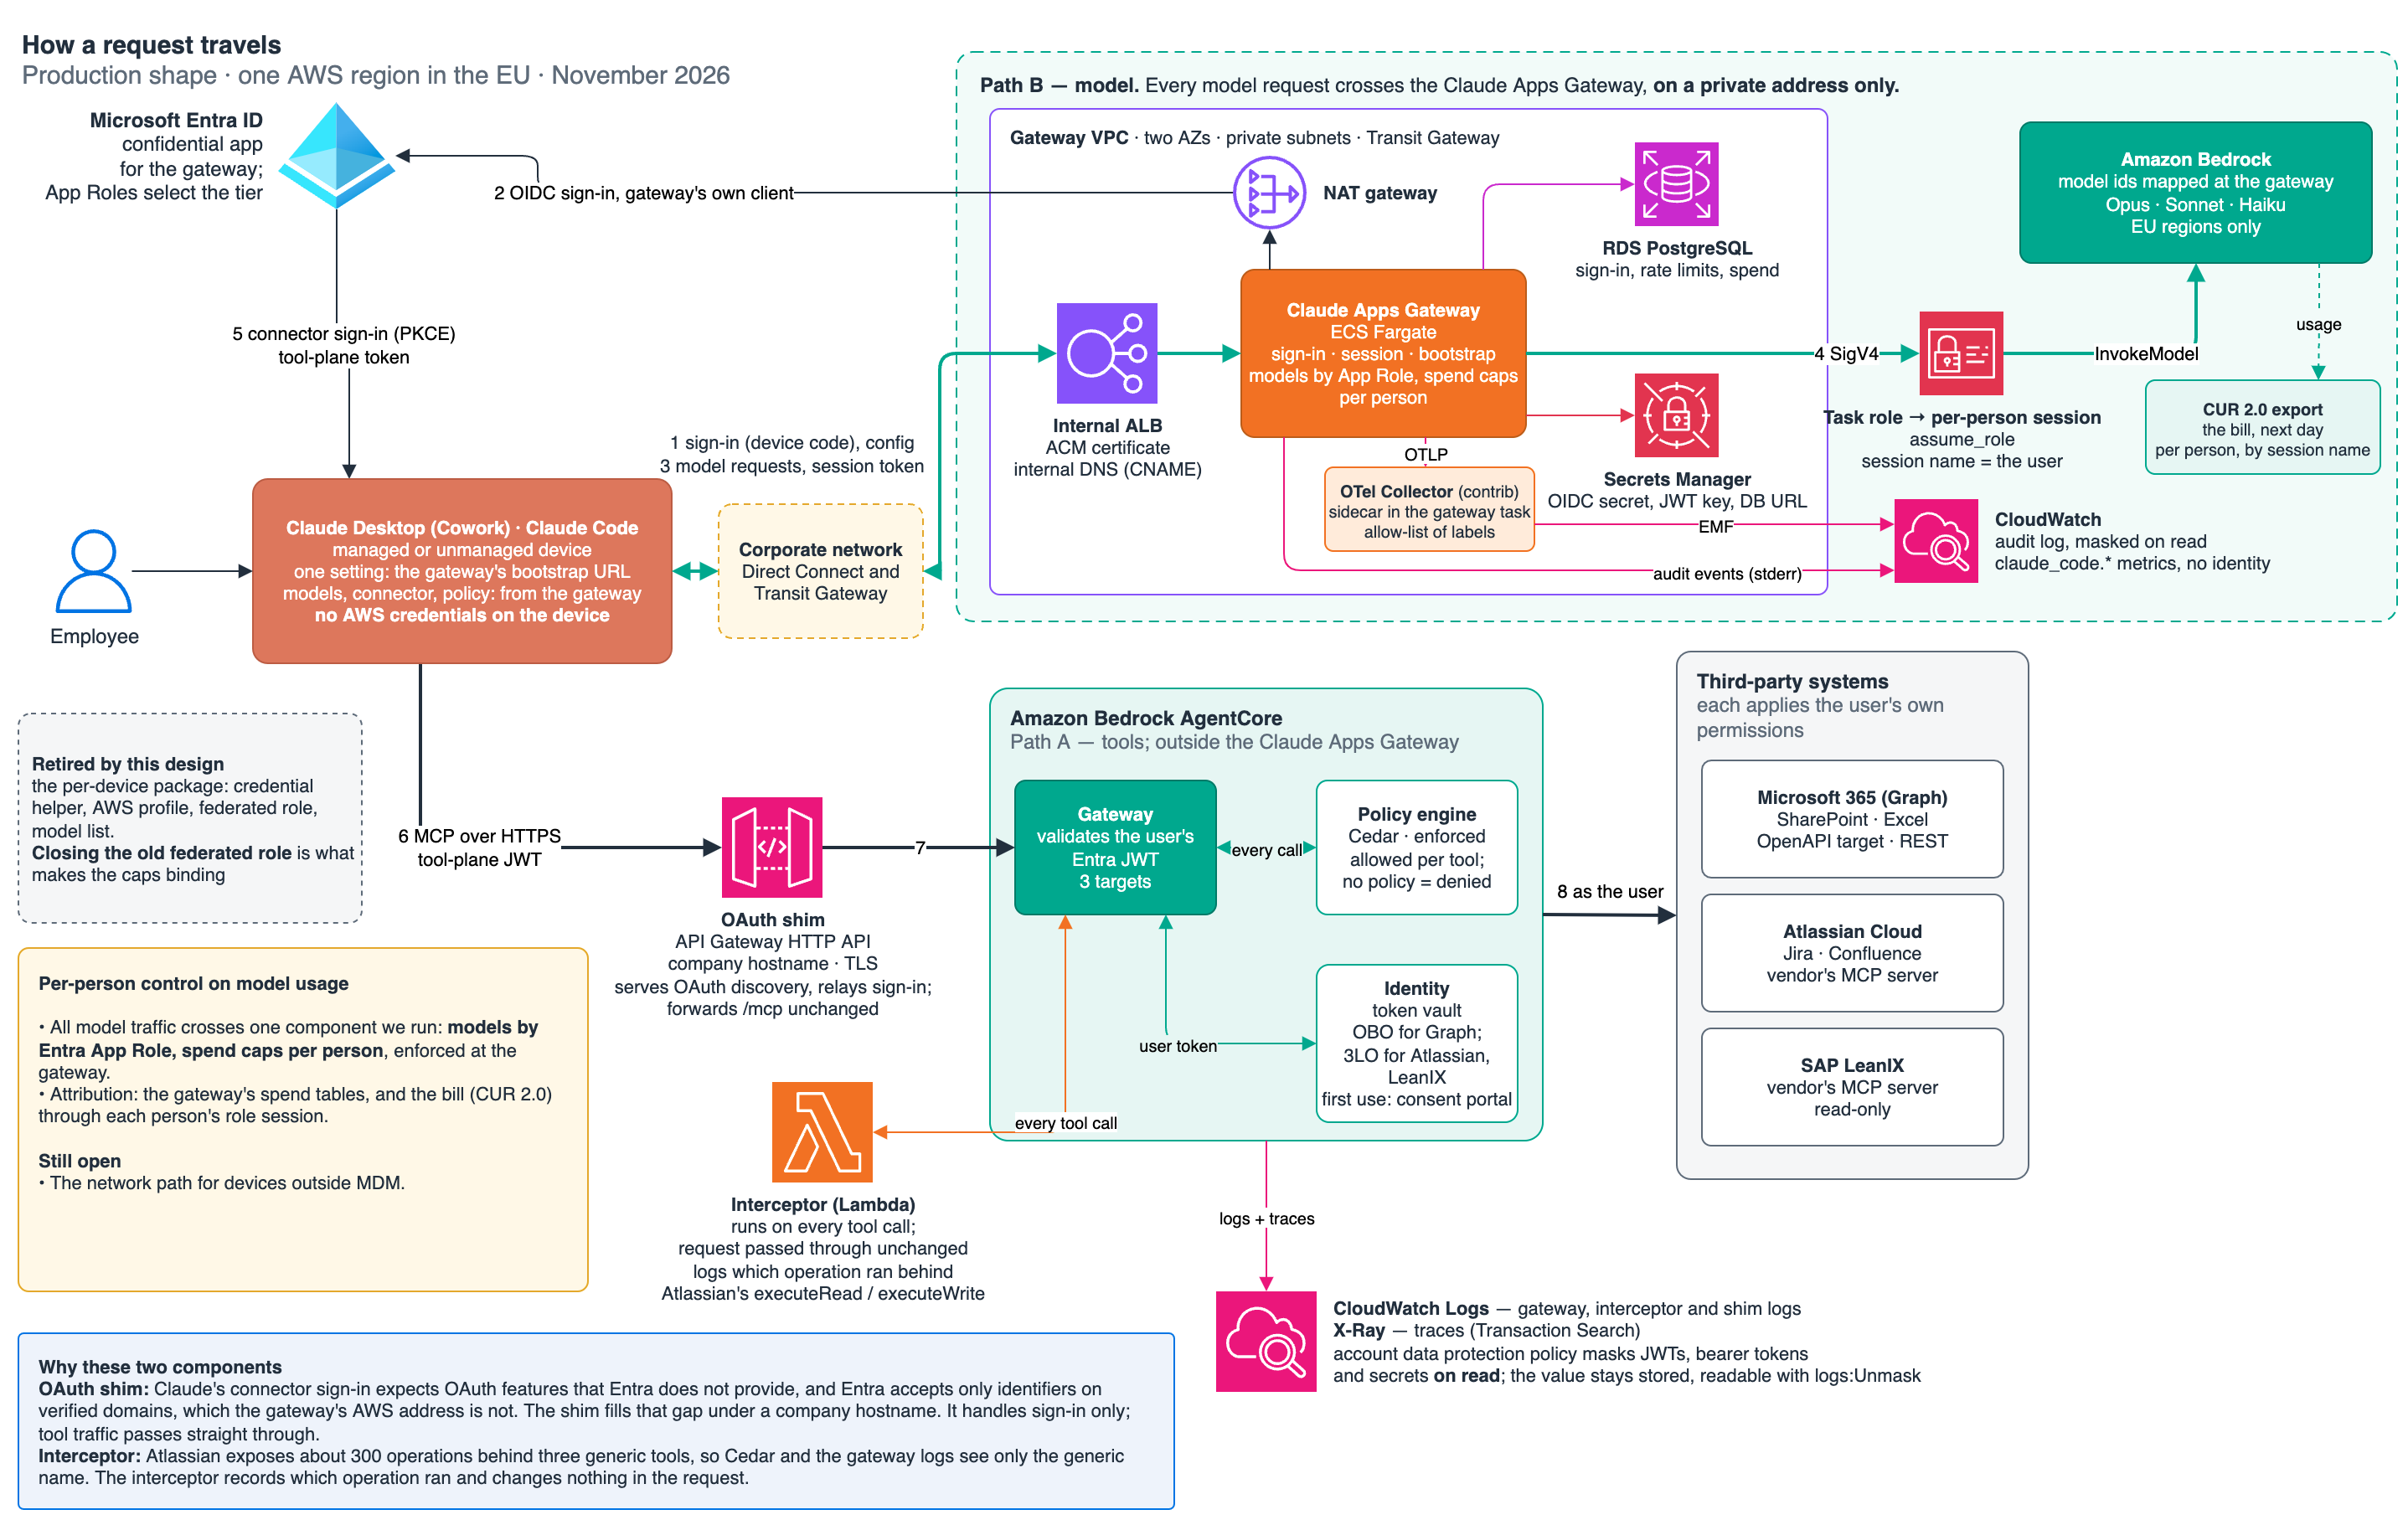 How a request travels
Production shape · one AWS region in the EU · November 2026
Microsoft Entra ID
confidential app
for the gateway;
App Roles select the tier
2 OIDC sign-in, gateway's own client
5 connector sign-in (PKCE)
tool-plane token
Path B — model. Every model request crosses the Claude Apps Gateway, on a private address only.
Gateway VPC · two AZs · private subnets · Transit Gateway
NAT gateway
RDS PostgreSQL
sign-in, rate limits, spend
Amazon Bedrock
model ids mapped at the gateway
Opus · Sonnet · Haiku
EU regions only
Claude Apps Gateway
ECS Fargate
sign-in · session · bootstrap
models by App Role, spend caps
per person
Internal ALB
ACM certificate
internal DNS (CNAME)
4 SigV4
InvokeModel
usage
Task role → per-person session
assume_role
session name = the user
CUR 2.0 export
the bill, next day
per person, by session name
Secrets Manager
OIDC secret, JWT key, DB URL
OTLP
OTel Collector (contrib)
sidecar in the gateway task
allow-list of labels
EMF
audit events (stderr)
CloudWatch
audit log, masked on read
claude_code.* metrics, no identity
1 sign-in (device code), config
3 model requests, session token
Employee
Claude Desktop (Cowork) · Claude Code
managed or unmanaged device
one setting: the gateway's bootstrap URL
models, connector, policy: from the gateway
no AWS credentials on the device
Corporate network
Direct Connect and
Transit Gateway
Retired by this design
the per-device package: credential
helper, AWS profile, federated role,
model list.
Closing the old federated role is what
makes the caps binding
6 MCP over HTTPS
tool-plane JWT
OAuth shim
API Gateway HTTP API
company hostname · TLS
serves OAuth discovery, relays sign-in;
forwards /mcp unchanged
7
Amazon Bedrock AgentCore
Path A — tools; outside the Claude Apps Gateway
Gateway
validates the user's
Entra JWT
3 targets
every call
Policy engine
Cedar · enforced
allowed per tool;
no policy = denied
user token
Identity
token vault
OBO for Graph;
3LO for Atlassian,
LeanIX
first use: consent portal
every tool call
8 as the user
Third-party systems
each applies the user's own
permissions
Microsoft 365 (Graph)
SharePoint · Excel
OpenAPI target · REST
Atlassian Cloud
Jira · Confluence
vendor's MCP server
SAP LeanIX
vendor's MCP server
read-only
Per-person control on model usage
• All model traffic crosses one component we run: models by
Entra App Role, spend caps per person, enforced at the
gateway.
• Attribution: the gateway's spend tables, and the bill (CUR 2.0)
through each person's role session.
Still open
• The network path for devices outside MDM.
Interceptor (Lambda)
runs on every tool call;
request passed through unchanged
logs which operation ran behind
Atlassian's executeRead / executeWrite
logs + traces
CloudWatch Logs — gateway, interceptor and shim logs
X-Ray — traces (Transaction Search)
account data protection policy masks JWTs, bearer tokens
and secrets on read; the value stays stored, readable with logs:Unmask
Why these two components
OAuth shim: Claude's connector sign-in expects OAuth features that Entra does not provide, and Entra accepts only identifiers on
verified domains, which the gateway's AWS address is not. The shim fills that gap under a company hostname. It handles sign-in only;
tool traffic passes straight through.
Interceptor: Atlassian exposes about 300 operations behind three generic tools, so Cedar and the gateway logs see only the generic
name. The interceptor records which operation ran and changes nothing in the request.